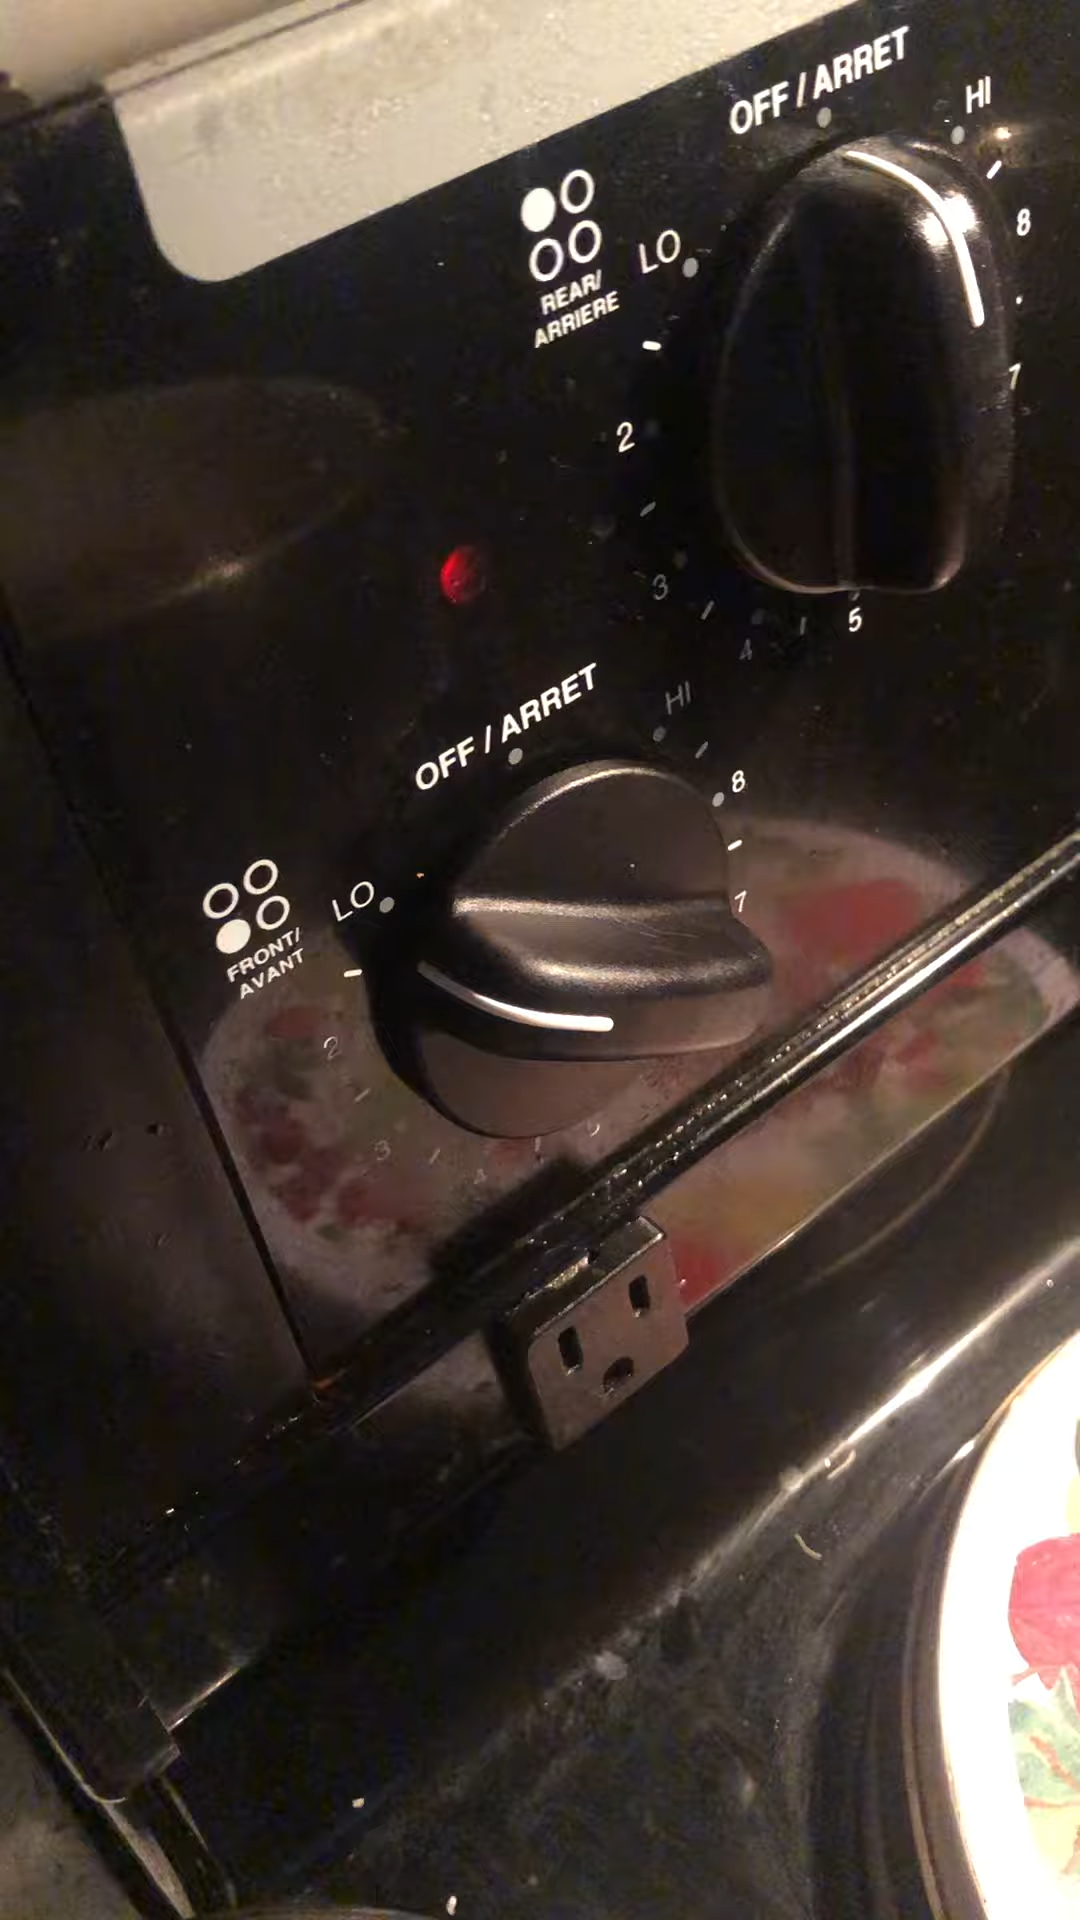 OFF / ARRET
HI
8
7
5
4
3
2
LO
REAR/
ARRIERE
OFF / ARRET
HI
8
7
3
2
LO
FRONT/
AVANT